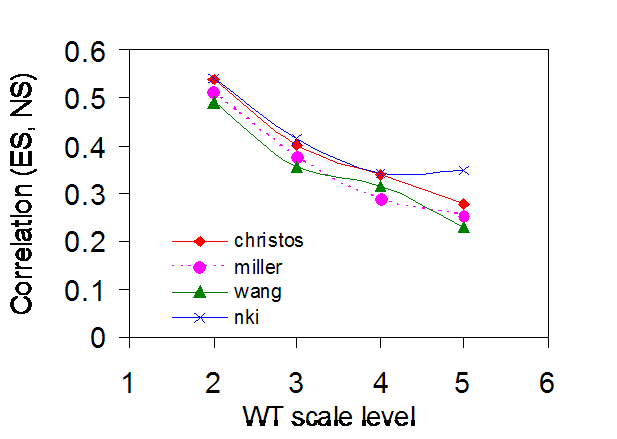 Correlation (ES, NS)
0.6
0.5
0.4
0.3
0.2
0.1
0
christos
miller
wang
nki
1 2 3 4 5 6
WT scale level